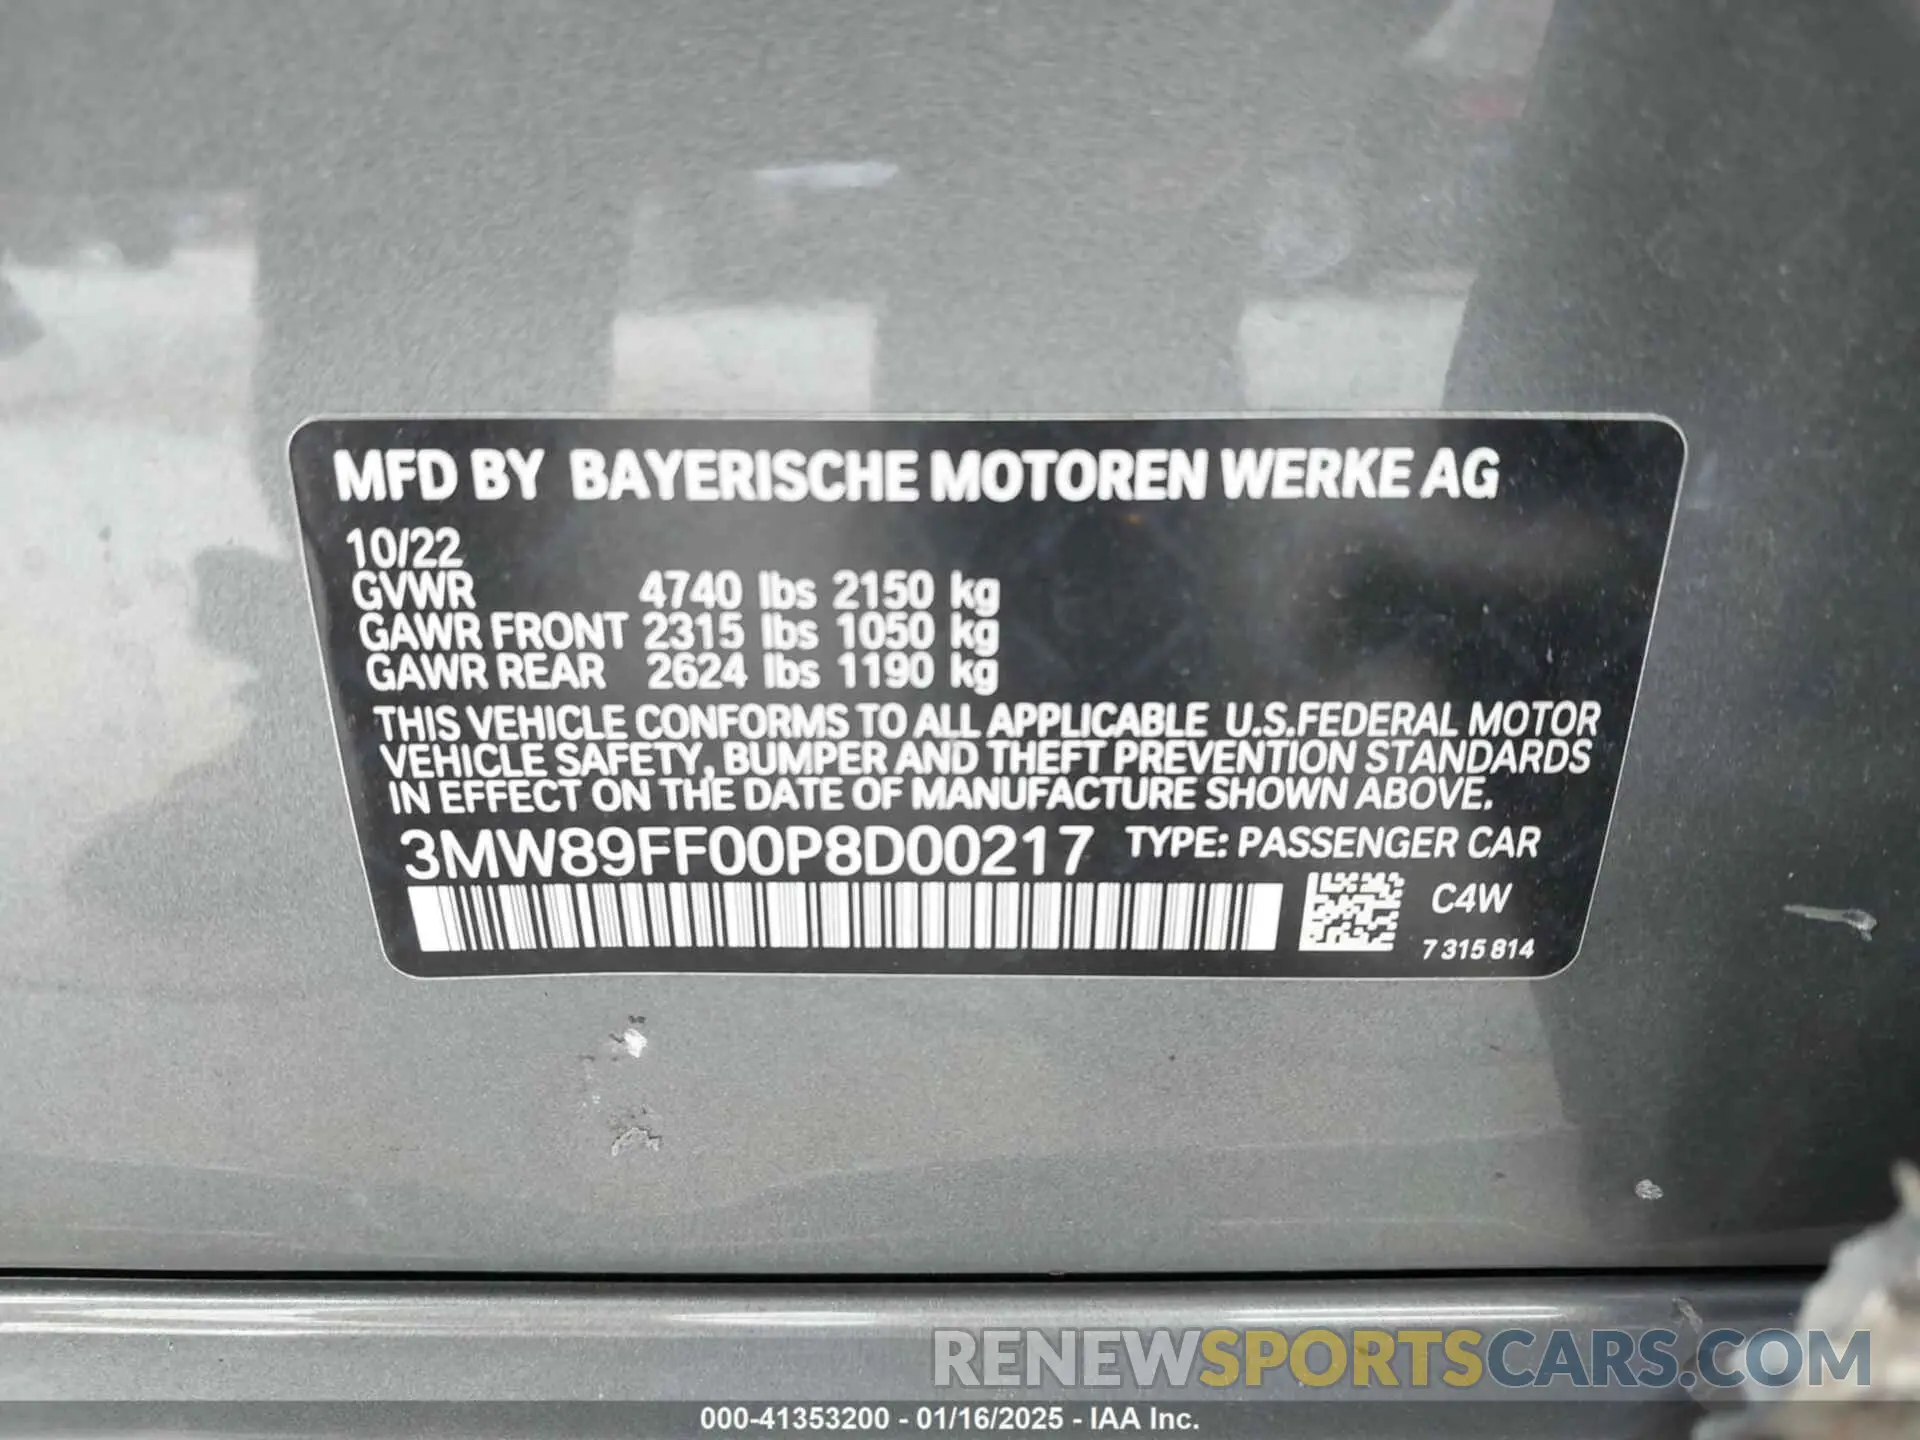 MFD BY BAYERISCHE MOTOREN WERKE AG
10/22
GVWR 4740 lbs 2150 kg
GAWR FRONT 2315 lbs 1050 kg
GAWR REAR 2624 lbs 1190 kg
THIS VEHICLE CONFORMS TO ALL APPLICABLE U.S.FEDERAL MOTOR
VEHICLE SAFETY, BUMPER AND THEFT PREVENTION STANDARDS
IN EFFECT ON THE DATE OF MANUFACTURE SHOWN ABOVE.
3MW89FF00P8D00217 TYPE: PASSENGER CAR
C4W
7 315 814
RENEWSPORTSCARS.COM
000-41353200 - 01/16/2025 - IAA Inc.